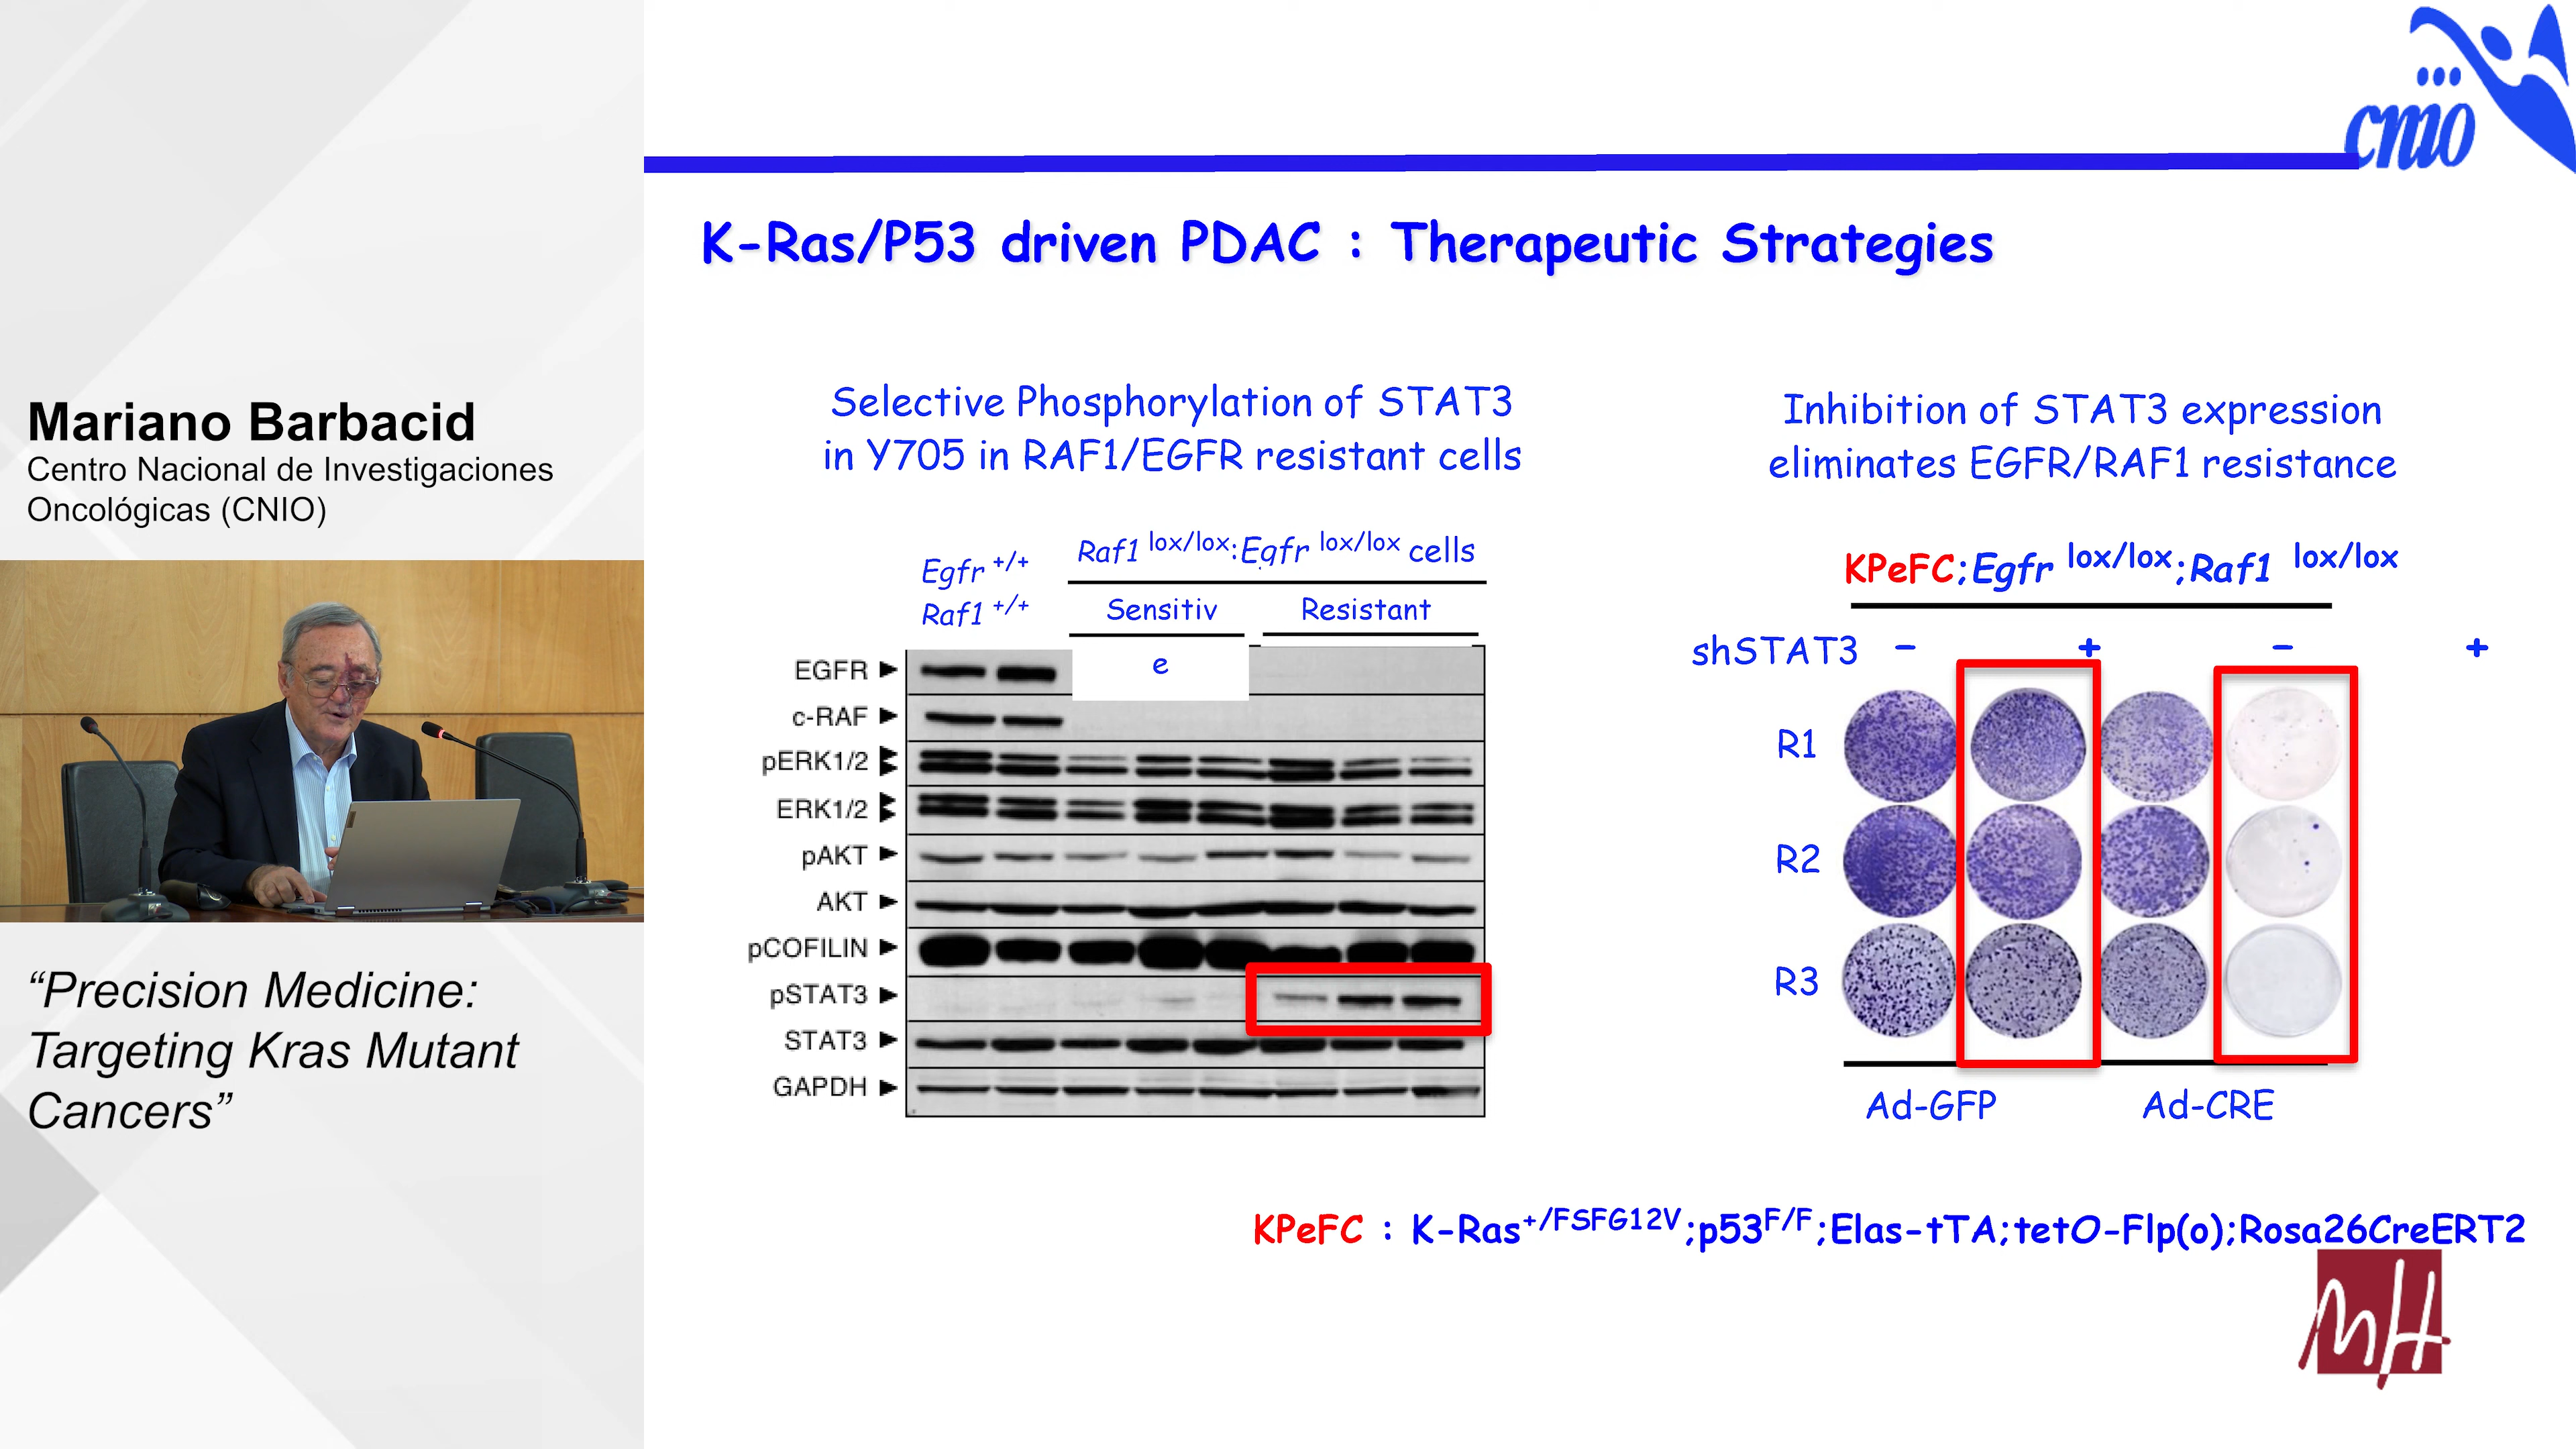 Mariano Barbacid
Centro Nacional de Investigaciones
Oncológicas (CNIO)
“Precision Medicine:
Targeting Kras Mutant
Cancers”
cnio
K-Ras/P53 driven PDAC : Therapeutic Strategies
Selective Phosphorylation of STAT3
in Y705 in RAF1/EGFR resistant cells
Egfr +/+
Raf1 +/+
Raf1 lox/lox:Egfr lox/lox cells
Sensitiv
e
Resistant
EGFR
c-RAF
pERK1/2
ERK1/2
pAKT
AKT
pCOFILIN
pSTAT3
STAT3
GAPDH
Inhibition of STAT3 expression
eliminates EGFR/RAF1 resistance
KPeFC;Egfr lox/lox;Raf1 lox/lox
shSTAT3 − + − +
R1
R2
R3
Ad-GFP Ad-CRE
KPeFC : K-Ras+/FSFG12V;p53F/F;Elas-tTA;tetO-Flp(o);Rosa26CreERT2
MH